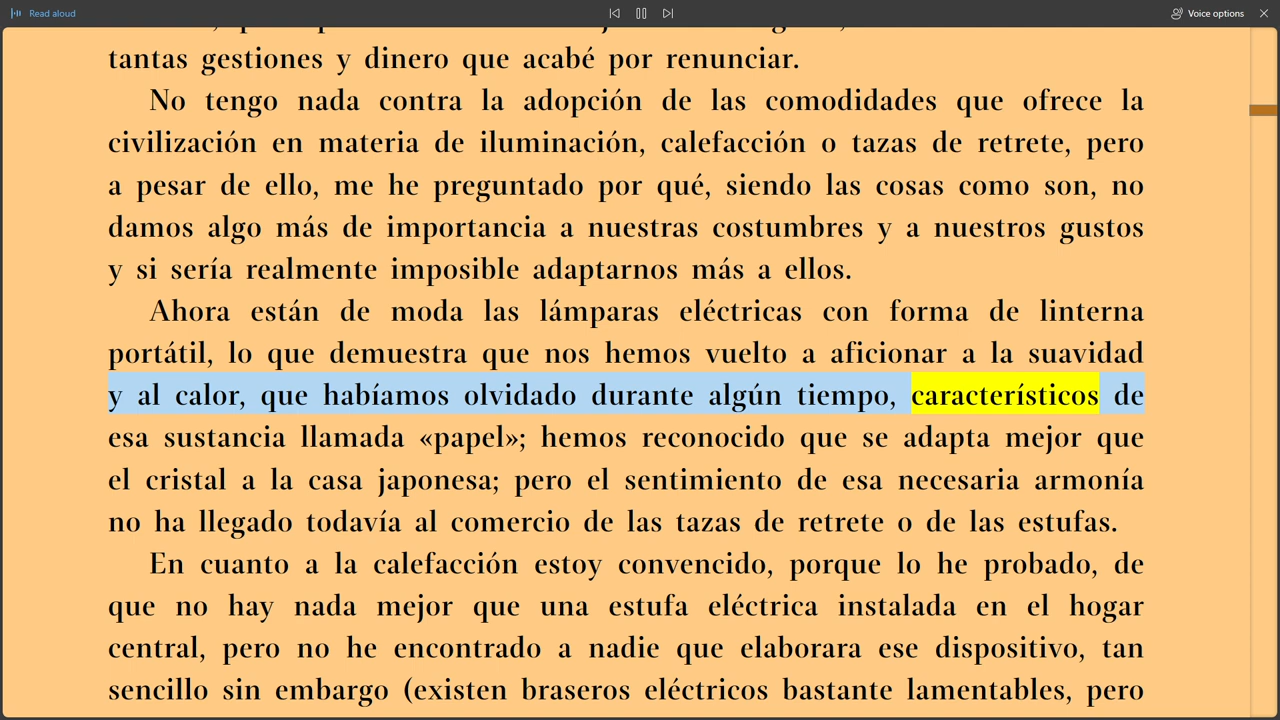 Read aloud
Voice options
tantas gestiones y dinero que acabé por renunciar.
No tengo nada contra la adopción de las comodidades que ofrece la
civilización en materia de iluminación, calefacción o tazas de retrete, pero
a pesar de ello, me he preguntado por qué, siendo las cosas como son, no
damos algo más de importancia a nuestras costumbres y a nuestros gustos
y si sería realmente imposible adaptarnos más a ellos.
Ahora están de moda las lámparas eléctricas con forma de linterna
portátil, lo que demuestra que nos hemos vuelto a aficionar a la suavidad
y al calor, que habíamos olvidado durante algún tiempo, característicos de
esa sustancia llamada «papel»; hemos reconocido que se adapta mejor que
el cristal a la casa japonesa; pero el sentimiento de esa necesaria armonía
no ha llegado todavía al comercio de las tazas de retrete o de las estufas.
En cuanto a la calefacción estoy convencido, porque lo he probado, de
que no hay nada mejor que una estufa eléctrica instalada en el hogar
central, pero no he encontrado a nadie que elaborara ese dispositivo, tan
sencillo sin embargo (existen braseros eléctricos bastante lamentables, pero